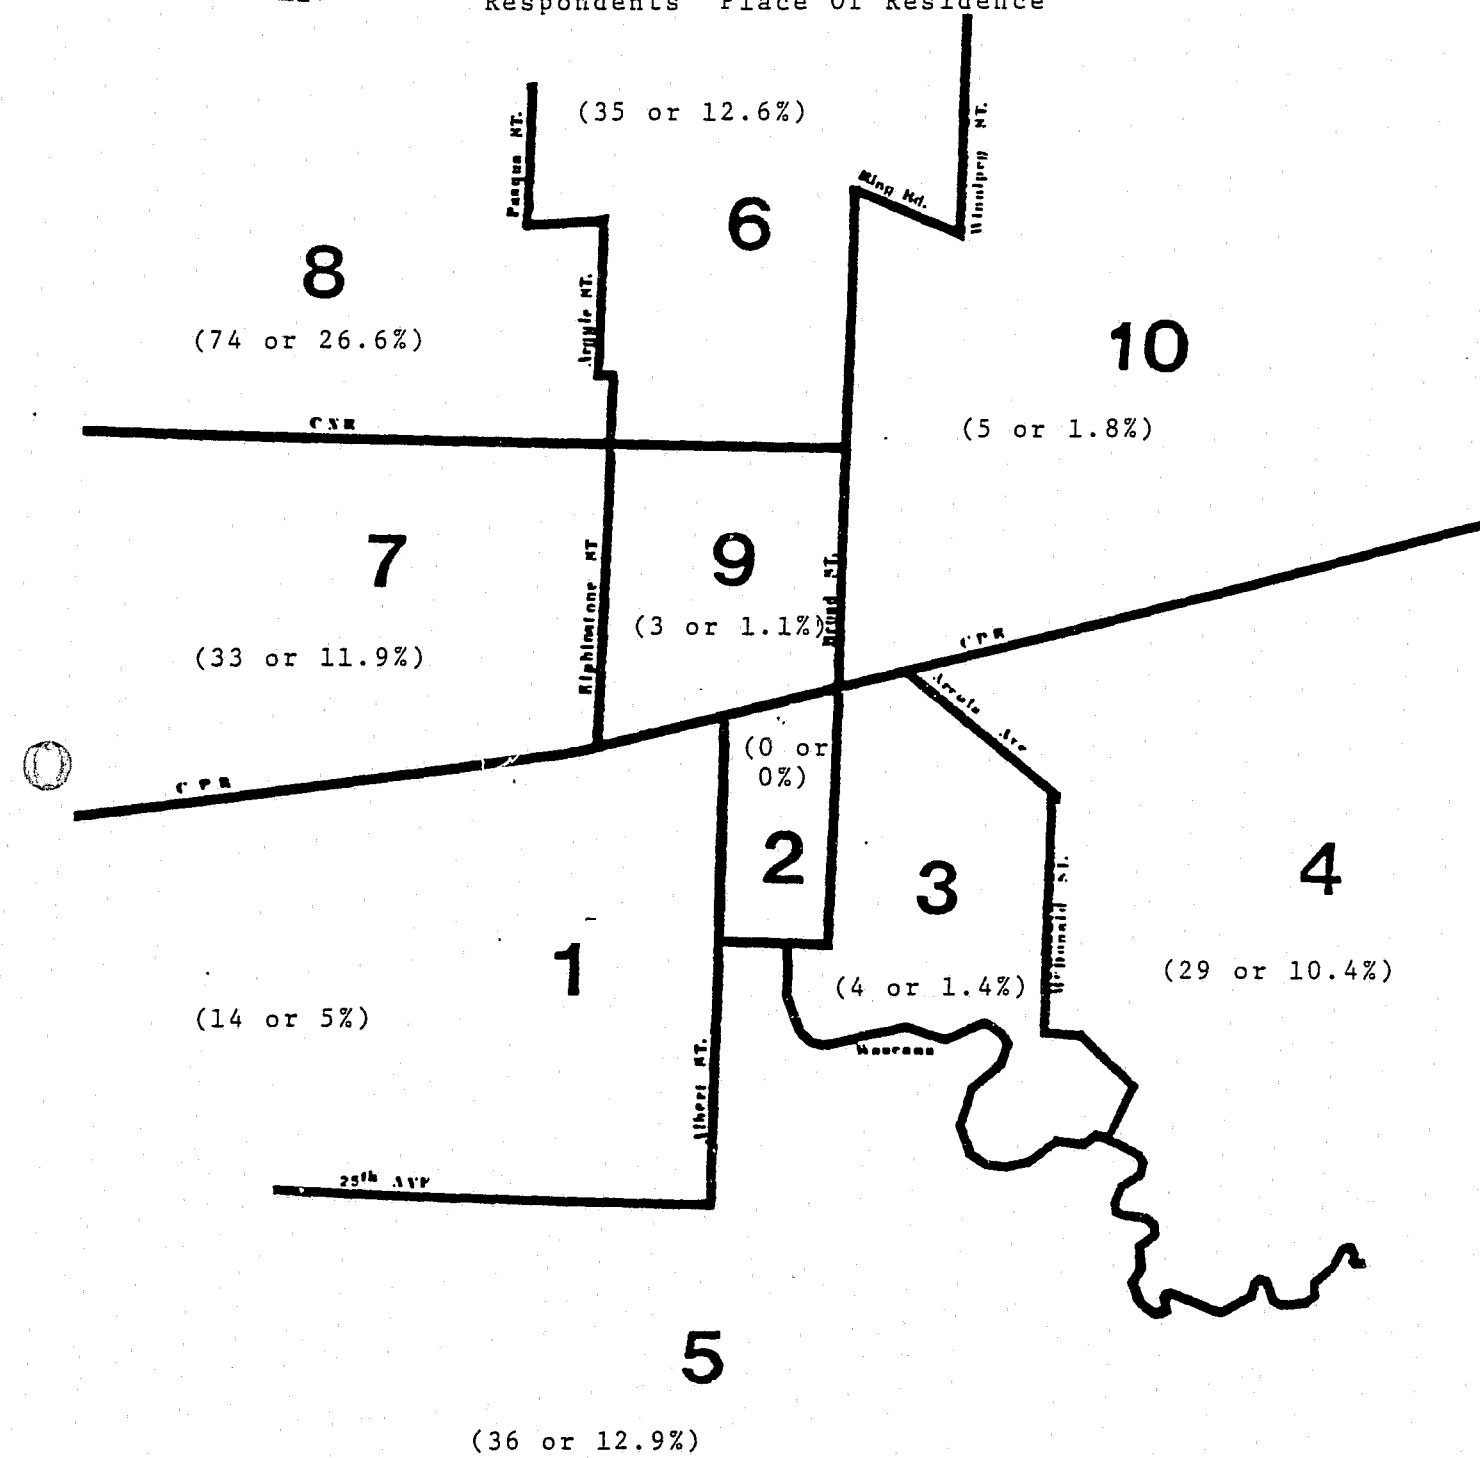 Respondents' Place Of Residence
(35 or 12.6%)
Pasqua ST.
Winnipeg ST.
Ring Rd.
6
8
Argyle ST.
(74 or 26.6%)
10
CNR
(5 or 1.8%)
7
9
Elphinstone ST
Broad ST.
(3 or 1.1%)
(33 or 11.9%)
CPR
Arcola Ave
(0 or
0%)
CPR
2
3
4
McDonald St.
1
(29 or 10.4%)
(4 or 1.4%)
(14 or 5%)
Albert ST.
Wascana
25th AVE
5
(36 or 12.9%)